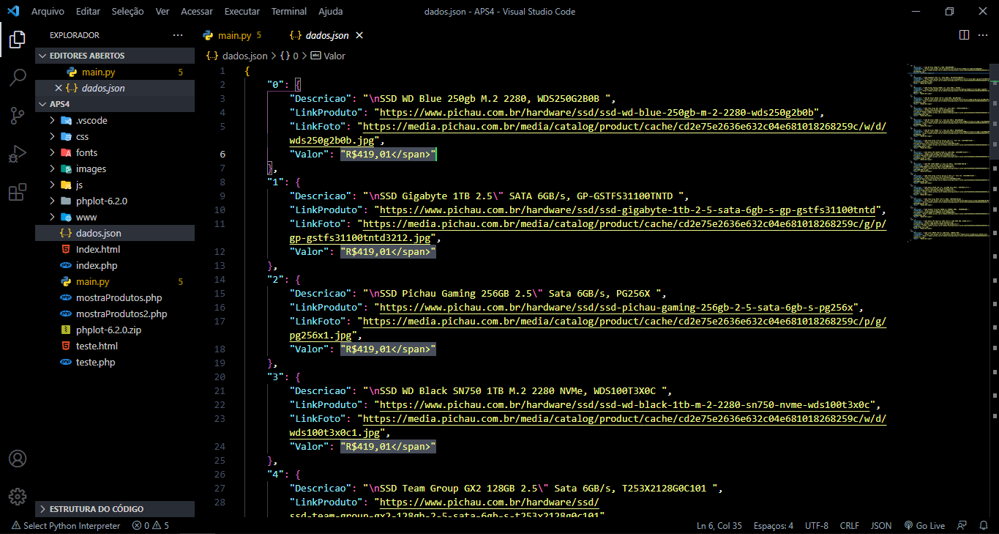 Arquivo Editar Seleção Ver Acessar Executar Terminal Ajuda
dados.json - APS4 - Visual Studio Code
EXPLORADOR
EDITORES ABERTOS
main.py 5
{..} dados.json
APS4
.vscode
css
fonts
images
js
phplot-6.2.0
www
{..} dados.json
Index.html
index.php
main.py 5
mostraProdutos.php
mostraProdutos2.php
phplot-6.2.0.zip
teste.html
teste.php
ESTRUTURA DO CÓDIGO
main.py 5 {..} dados.json
{..} dados.json > {} 0 > Valor
1 {
2 "0": {
3 "Descricao": "\nSSD WD Blue 250gb M.2 2280, WDS250G2B0B ",
4 "LinkProduto": "https://www.pichau.com.br/hardware/ssd/ssd-wd-blue-250gb-m-2-2280-wds250g2b0b",
5 "LinkFoto": "https://media.pichau.com.br/media/catalog/product/cache/cd2e75e2636e632c04e681018268259c/w/d/
wds250g2b0b.jpg",
6 "Valor": "R$419,01</span>"
7 },
8 "1": {
9 "Descricao": "\nSSD Gigabyte 1TB 2.5\" SATA 6GB/s, GP-GSTFS31100TNTD ",
10 "LinkProduto": "https://www.pichau.com.br/hardware/ssd/ssd-gigabyte-1tb-2-5-sata-6gb-s-gp-gstfs31100tntd",
11 "LinkFoto": "https://media.pichau.com.br/media/catalog/product/cache/cd2e75e2636e632c04e681018268259c/g/p/
gp-gstfs31100tntd3212.jpg",
12 "Valor": "R$419,01</span>"
13 },
14 "2": {
15 "Descricao": "\nSSD Pichau Gaming 256GB 2.5\" Sata 6GB/s, PG256X ",
16 "LinkProduto": "https://www.pichau.com.br/hardware/ssd/ssd-pichau-gaming-256gb-2-5-sata-6gb-s-pg256x",
17 "LinkFoto": "https://media.pichau.com.br/media/catalog/product/cache/cd2e75e2636e632c04e681018268259c/p/g/
pg256x1.jpg",
18 "Valor": "R$419,01</span>"
19 },
20 "3": {
21 "Descricao": "\nSSD WD Black SN750 1TB M.2 2280 NVMe, WDS100T3X0C ",
22 "LinkProduto": "https://www.pichau.com.br/hardware/ssd/ssd-wd-black-1tb-m-2-2280-sn750-nvme-wds100t3x0c",
23 "LinkFoto": "https://media.pichau.com.br/media/catalog/product/cache/cd2e75e2636e632c04e681018268259c/w/d/
wds100t3x0c1.jpg",
24 "Valor": "R$419,01</span>"
25 },
26 "4": {
27 "Descricao": "\nSSD Team Group GX2 128GB 2.5\" Sata 6GB/s, T253X2128G0C101 ",
28 "LinkProduto": "https://www.pichau.com.br/hardware/ssd/
ssd-team-group-gx2-128gb-2-5-sata-6gb-s-t253x2128g0c101"
Select Python Interpreter 0 5
Ln 6, Col 35 Espaços: 4 UTF-8 CRLF JSON Go Live